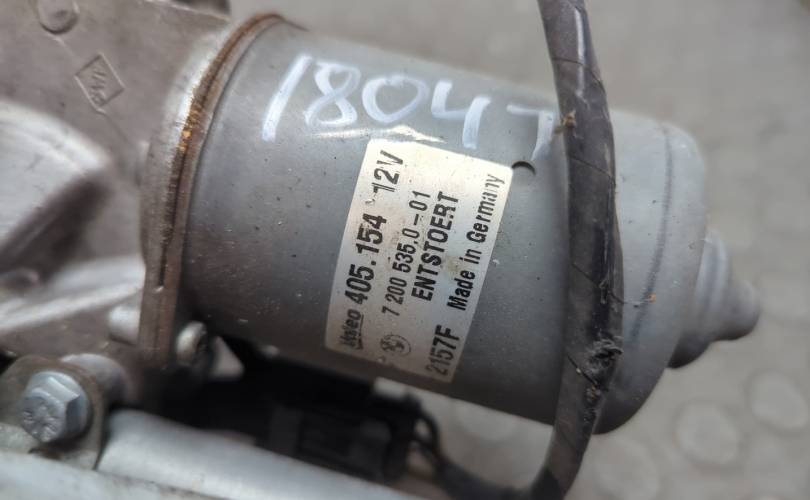 18047
Valeo 405.154 12V
7 200 535,0-01
ENTSTOERT
2157F Made in Germany